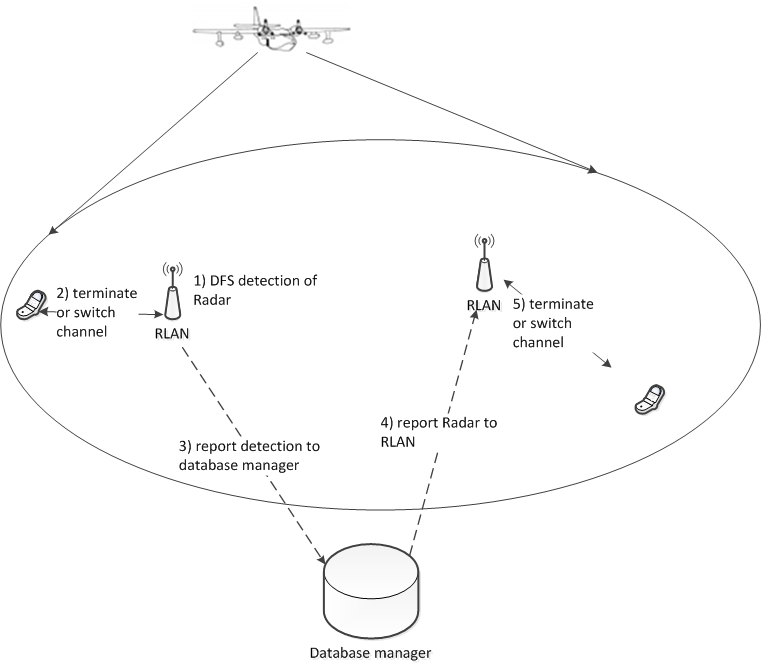 1) DFS detection of
Radar
2) terminate
or switch
channel
RLAN
RLAN
5) terminate
or switch
channel
3) report detection to
database manager
4) report Radar to
RLAN
Database manager